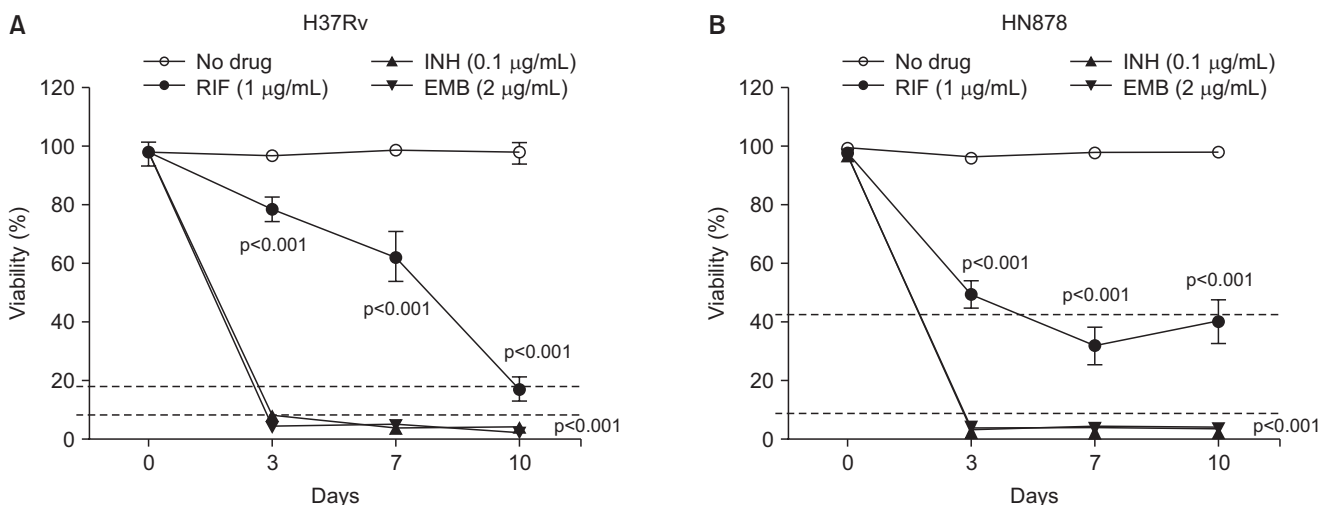 A
H37Rv
No drug
INH (0.1 μg/mL)
RIF (1 μg/mL)
EMB (2 μg/mL)
120
100
80
60
40
20
0
Viability (%)
p<0.001
p<0.001
p<0.001
p<0.001
0 3 7 10
Days
B
HN878
No drug
INH (0.1 μg/mL)
RIF (1 μg/mL)
EMB (2 μg/mL)
120
100
80
60
40
20
0
Viability (%)
p<0.001
p<0.001
p<0.001
p<0.001
0 3 7 10
Days